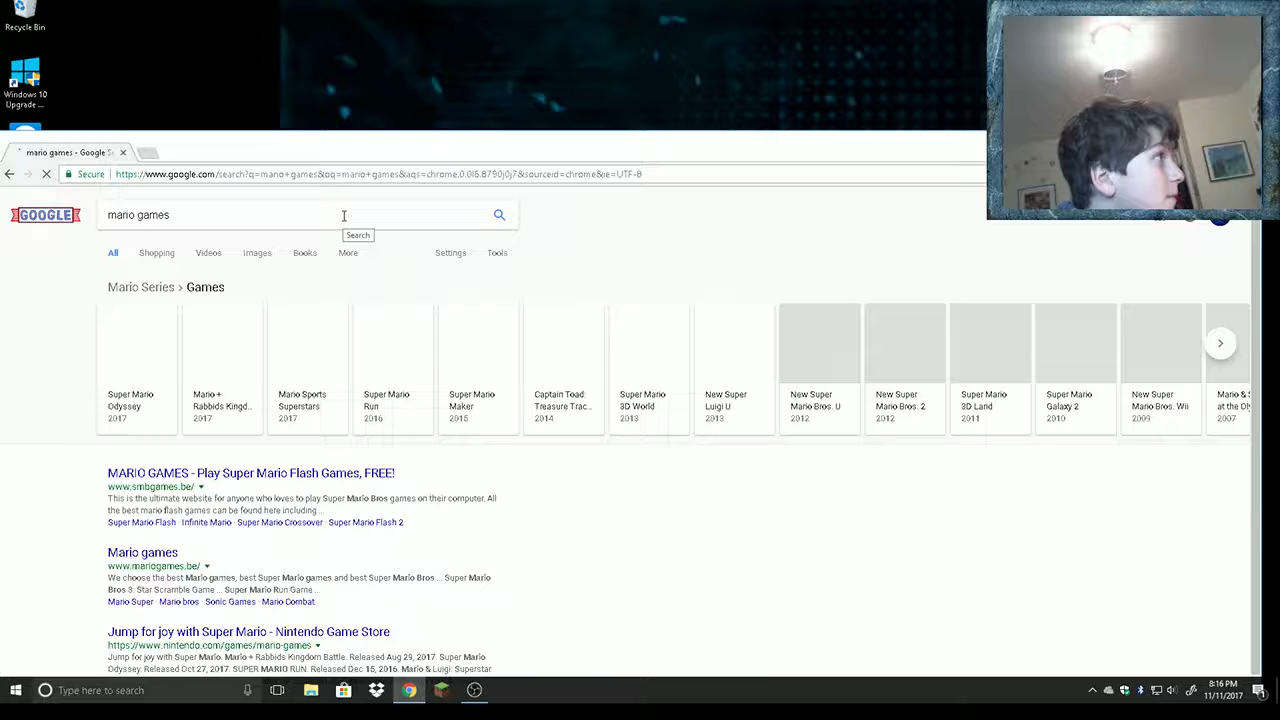 Recycle Bin
Windows 10
Upgrade ...
mario games - Google S
Secure
https://www.google.com/search?q=mario+games&oq=mario+games&aqs=chrome.0.0l6.8790j0j7&sourceid=chrome&ie=UTF-8
GOOGLE
mario games
Search
All Shopping Videos Images Books More Settings Tools
Mario Series > Games
Super Mario
Odyssey
2017
Mario +
Rabbids Kingd...
2017
Mario Sports
Superstars
2017
Super Mario
Run
2016
Super Mario
Maker
2015
Captain Toad:
Treasure Trac...
2014
Super Mario
3D World
2013
New Super
Luigi U
2013
New Super
Mario Bros. U
2012
New Super
Mario Bros. 2
2012
Super Mario
3D Land
2011
Super Mario
Galaxy 2
2010
New Super
Mario Bros. Wii
2009
Mario &
at the Oly
2007
MARIO GAMES - Play Super Mario Flash Games, FREE!
www.smbgames.be/
This is the ultimate website for anyone who loves to play Super Mario Bros games on their computer. All
the best mario flash games can be found here including ...
Super Mario Flash · Infinite Mario · Super Mario Crossover · Super Mario Flash 2
Mario games
www.mariogames.be/
We choose the best Mario games, best Super Mario games and best Super Mario Bros ... Super Mario
Bros 3: Star Scramble Game ... Super Mario Run Game ...
Mario Super · Mario bros · Sonic Games · Mario Combat
Jump for joy with Super Mario - Nintendo Game Store
https://www.nintendo.com/games/mario-games
Jump for joy with Super Mario. Mario + Rabbids Kingdom Battle. Released Aug 29, 2017. Super Mario
Odyssey. Released Oct 27, 2017. SUPER MARIO RUN. Released Dec 15, 2016. Mario & Luigi: Superstar
Type here to search
8:16 PM
11/11/2017